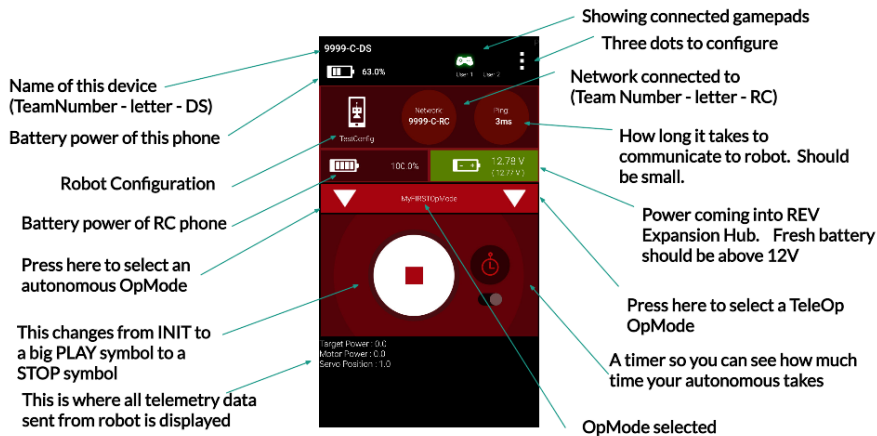 Showing connected gamepads
Three dots to configure
Name of this device
(TeamNumber - letter - DS)
Battery power of this phone
Robot Configuration
Battery power of RC phone
Press here to select an
autonomous OpMode
This changes from INIT to
a big PLAY symbol to a
STOP symbol
This is where all telemetry data
sent from robot is displayed
9999-C-DS
63.0%
User 1 User 2
TestConfig
Network
9999-C-RC
Ping
3ms
100.0%
12.78 V
( 12.77 V )
MyFIRSTOpMode
Target Power : 0.0
Motor Power : 0.0
Servo Position : 1.0
Network connected to
(Team Number - letter - RC)
How long it takes to
communicate to robot. Should
be small.
Power coming into REV
Expansion Hub. Fresh battery
should be above 12V
Press here to select a TeleOp
OpMode
A timer so you can see how much
time your autonomous takes
OpMode selected